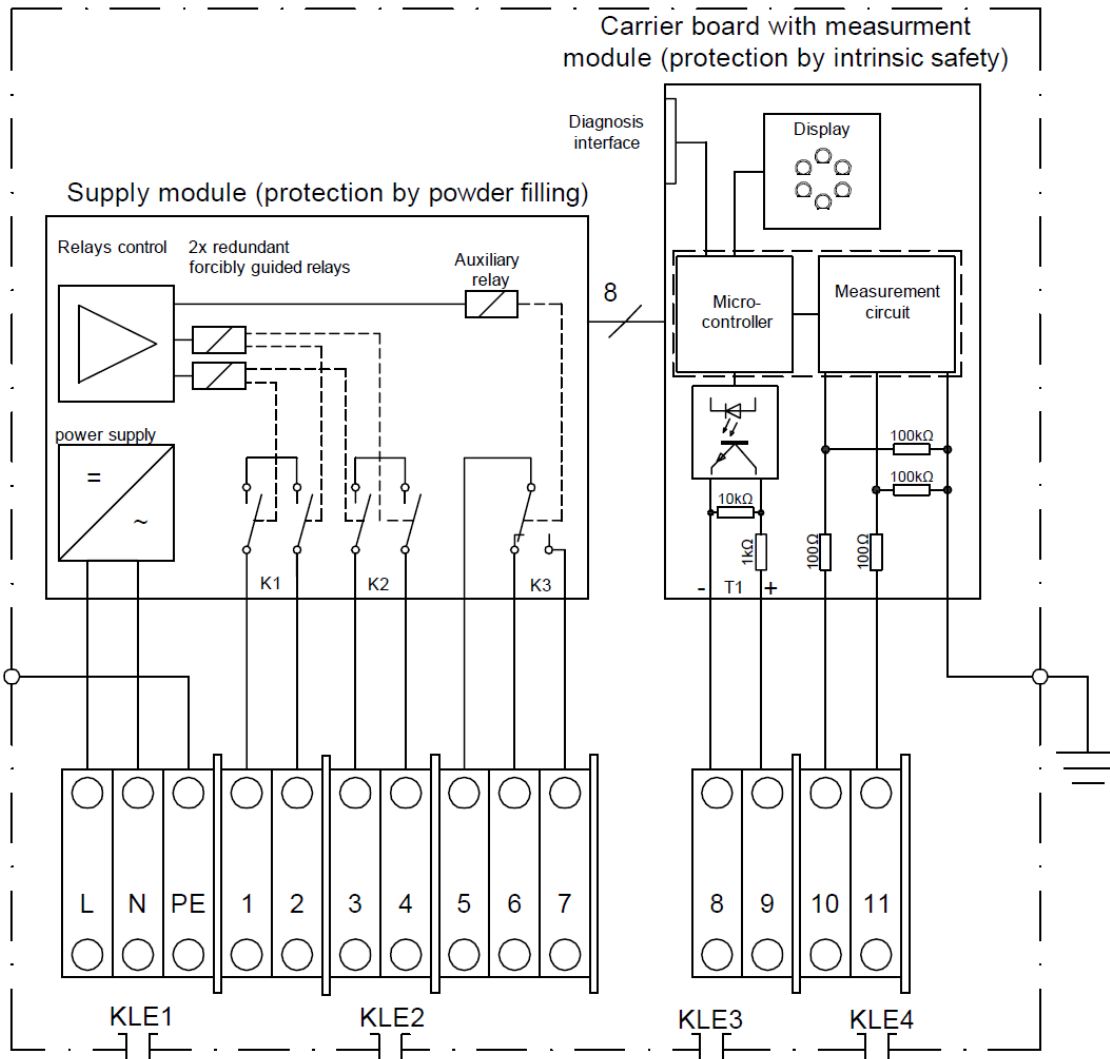 Carrier board with measurment
module (protection by intrinsic safety)
Diagnosis
interface
Display
Supply module (protection by powder filling)
Relays control
2x redundant
forcibly guided relays
Auxiliary
relay
8
Micro-
controller
Measurement
circuit
power supply
=
~
100kΩ
100kΩ
10kΩ
1kΩ
100Ω
100Ω
K1
K2
K3
- T1 +
L N PE 1 2 3 4 5 6 7 8 9 10 11
KLE1 KLE2 KLE3 KLE4